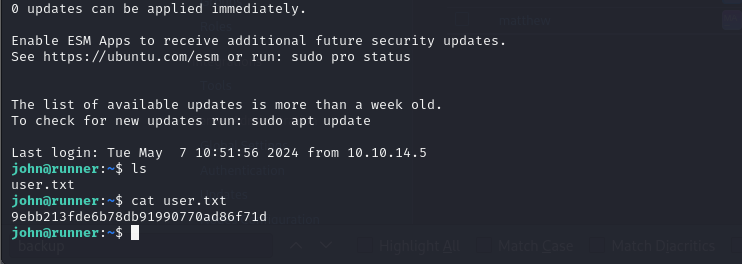 0 updates can be applied immediately.
matthew
Enable ESM Apps to receive additional future security updates.
See https://ubuntu.com/esm or run: sudo pro status
Tools
The list of available updates is more than a week old.
To check for new updates run: sudo apt update
Last login: Tue May  7 10:51:56 2024 from 10.10.14.5
john@runner:~$ ls
Authentication
user.txt
john@runner:~$ cat user.txt
9ebb213fde6b78db91990770ad86f71d
john@runner:~$
backup
Highlight All
Match Case
Match Diacritics